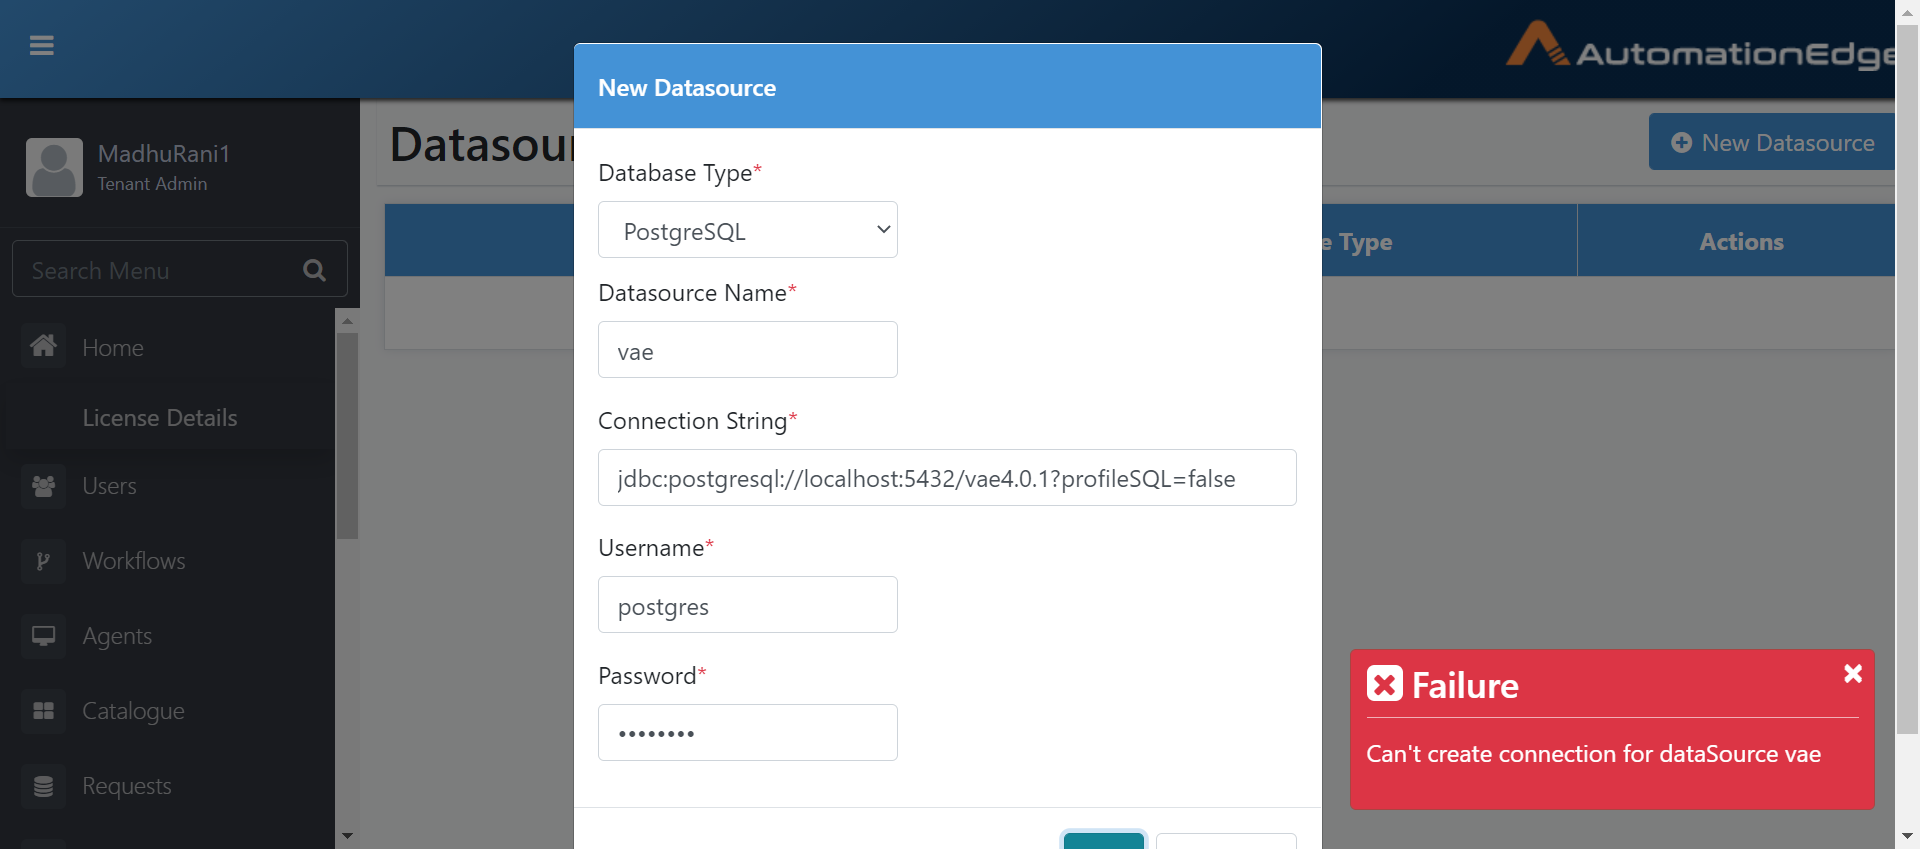 AutomationEdge
New Datasource
MadhuRani1
Tenant Admin
Datasour
New Datasource
Database Type*
PostgreSQL
e Type
Actions
Search Menu
Datasource Name*
vae
Home
License Details
Connection String*
jdbc:postgresql://localhost:5432/vae4.0.1?profileSQL=false
Users
Username*
postgres
Workflows
Agents
Password*
••••••••
Catalogue
Requests
Failure
Can't create connection for dataSource vae